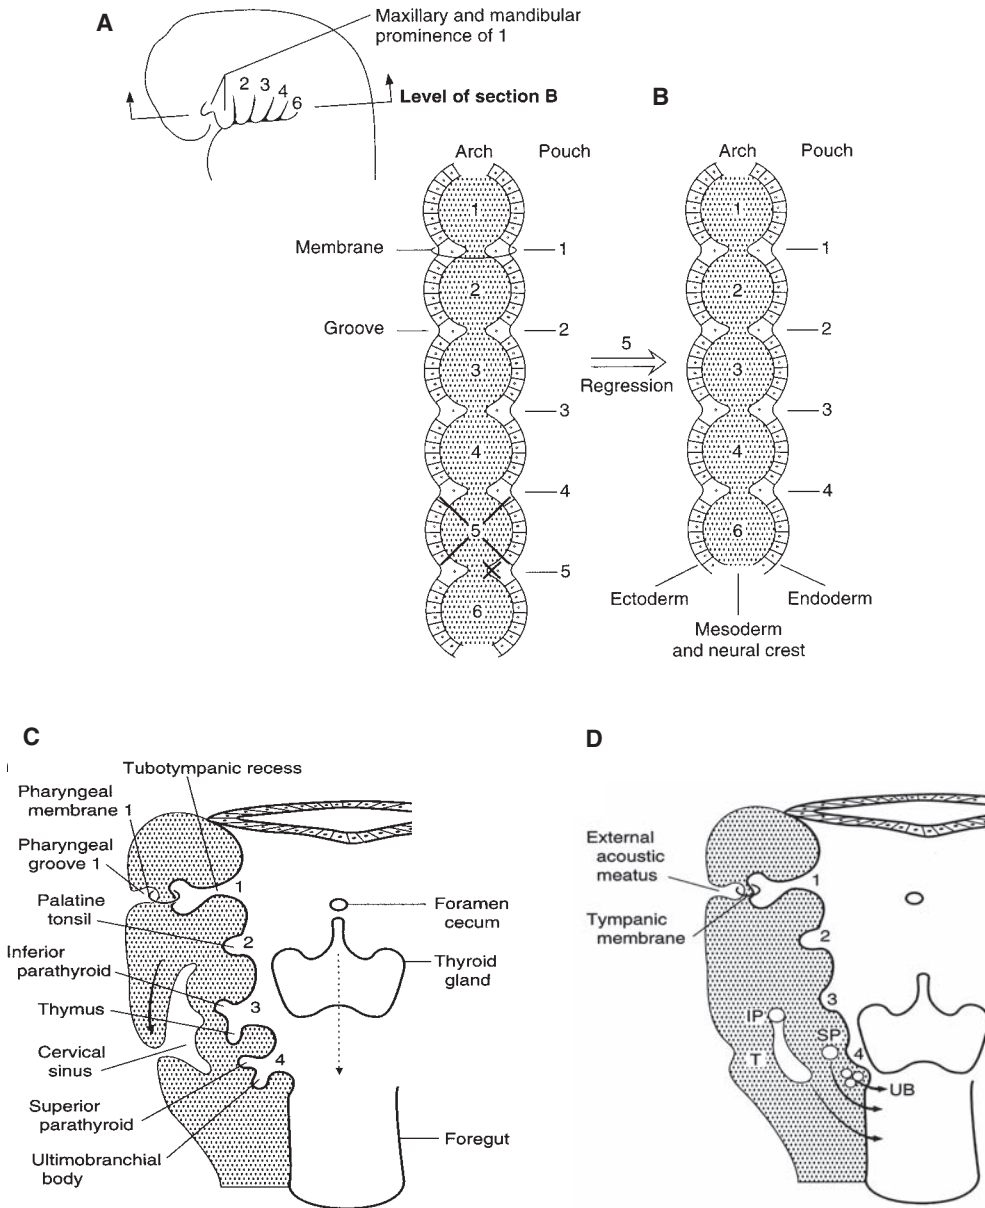 A
Maxillary and mandibular
prominence of 1
2 3 4
6
Level of section B
B
Arch Pouch
1
Membrane
1
2
Groove
2
3
3
4
4
5
5
6
5
Regression
Arch Pouch
1
1
2
2
3
3
4
4
6
Ectoderm
Endoderm
Mesoderm
and neural crest
C
Tubotympanic recess
Pharyngeal
membrane 1
Pharyngeal
groove 1
Palatine
tonsil
Inferior
parathyroid
Thymus
Cervical
sinus
Superior
parathyroid
Ultimobranchial
body
1
2
3
4
Foramen
cecum
Thyroid
gland
Foregut
D
External
acoustic
meatus
Tympanic
membrane
1
2
3
IP
SP
4
T
UB